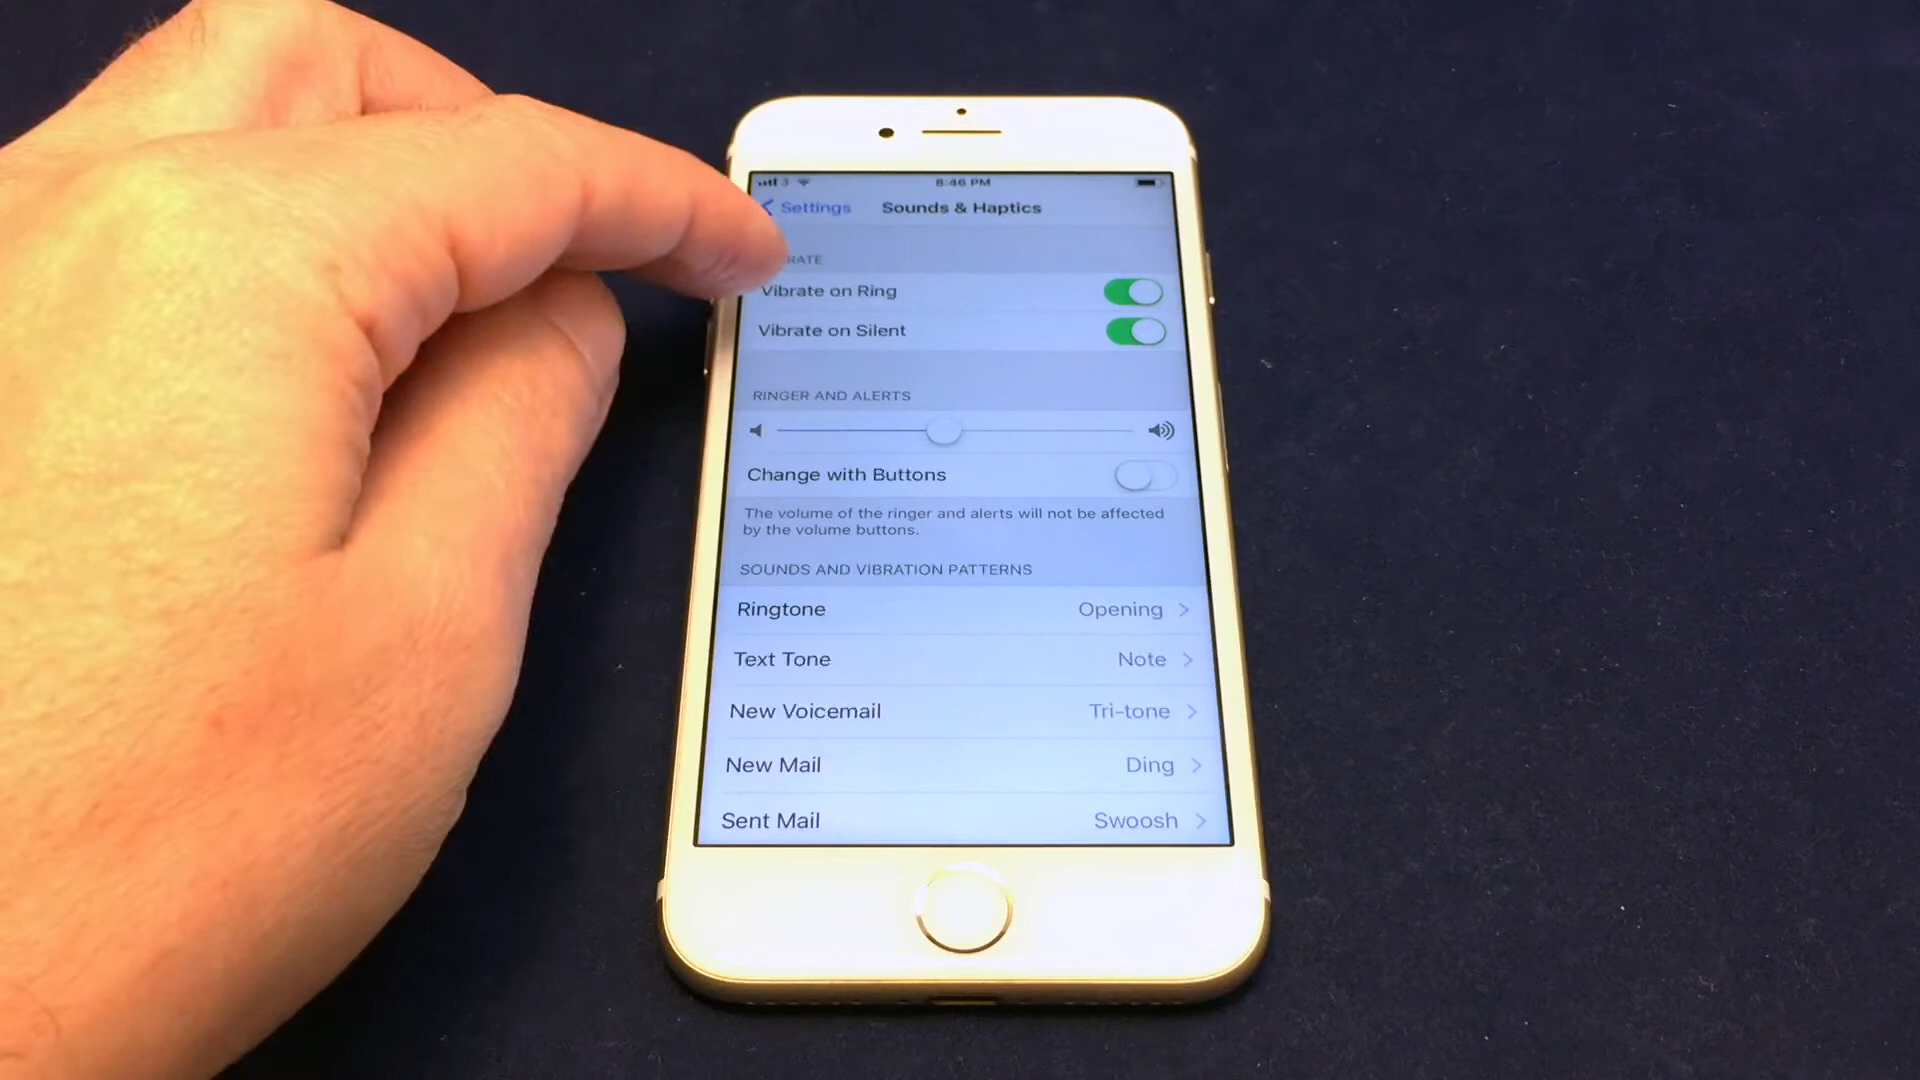 3 8:46 PM
Settings Sounds & Haptics
RATE
Vibrate on Ring
Vibrate on Silent
RINGER AND ALERTS
Change with Buttons
The volume of the ringer and alerts will not be affected
by the volume buttons.
SOUNDS AND VIBRATION PATTERNS
Ringtone Opening
Text Tone Note
New Voicemail Tri-tone
New Mail Ding
Sent Mail Swoosh